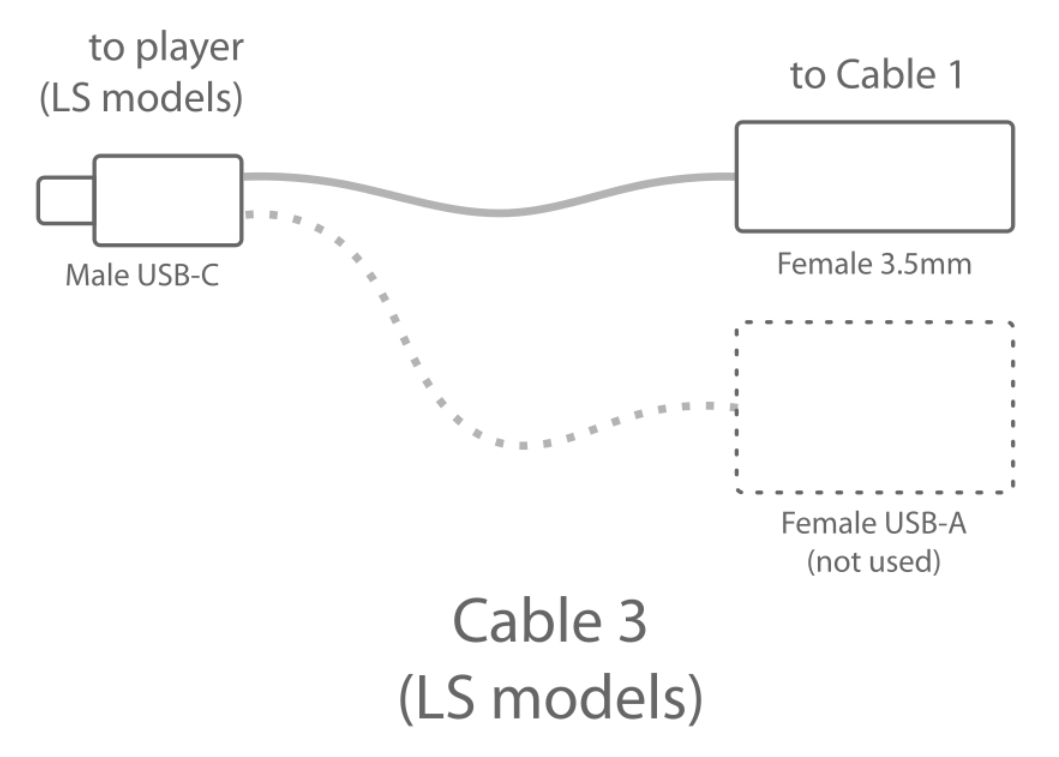 to player
(LS models)
to Cable 1
Male USB-C
Female 3.5mm
Female USB-A
(not used)
Cable 3
(LS models)